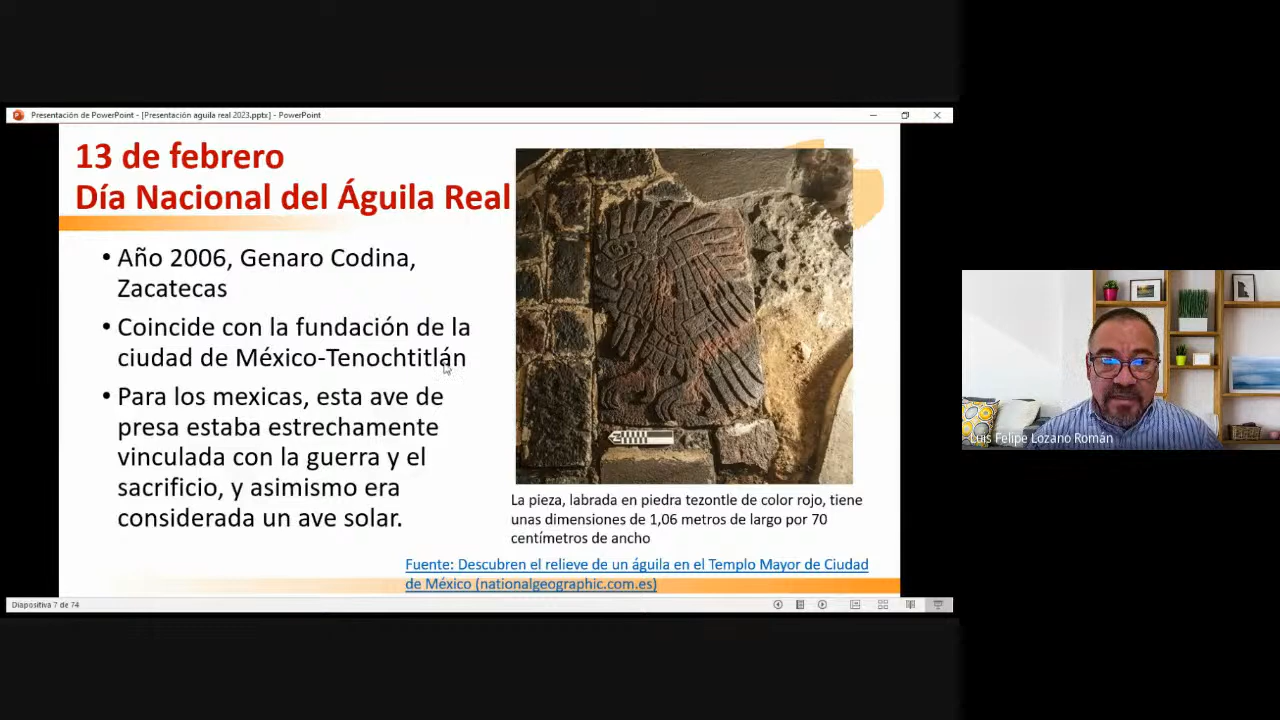 Presentación de PowerPoint - [Presentación aguila real 2023.pptx] - PowerPoint
13 de febrero
Día Nacional del Águila Real
• Año 2006, Genaro Codina,
Zacatecas
• Coincide con la fundación de la
ciudad de México-Tenochtitlán
• Para los mexicas, esta ave de
presa estaba estrechamente
vinculada con la guerra y el
sacrificio, y asimismo era
considerada un ave solar.
La pieza, labrada en piedra tezontle de color rojo, tiene
unas dimensiones de 1,06 metros de largo por 70
centímetros de ancho
Fuente: Descubren el relieve de un águila en el Templo Mayor de Ciudad
de México (nationalgeographic.com.es)
Diapositiva 7 de 74
Luis Felipe Lozano Román